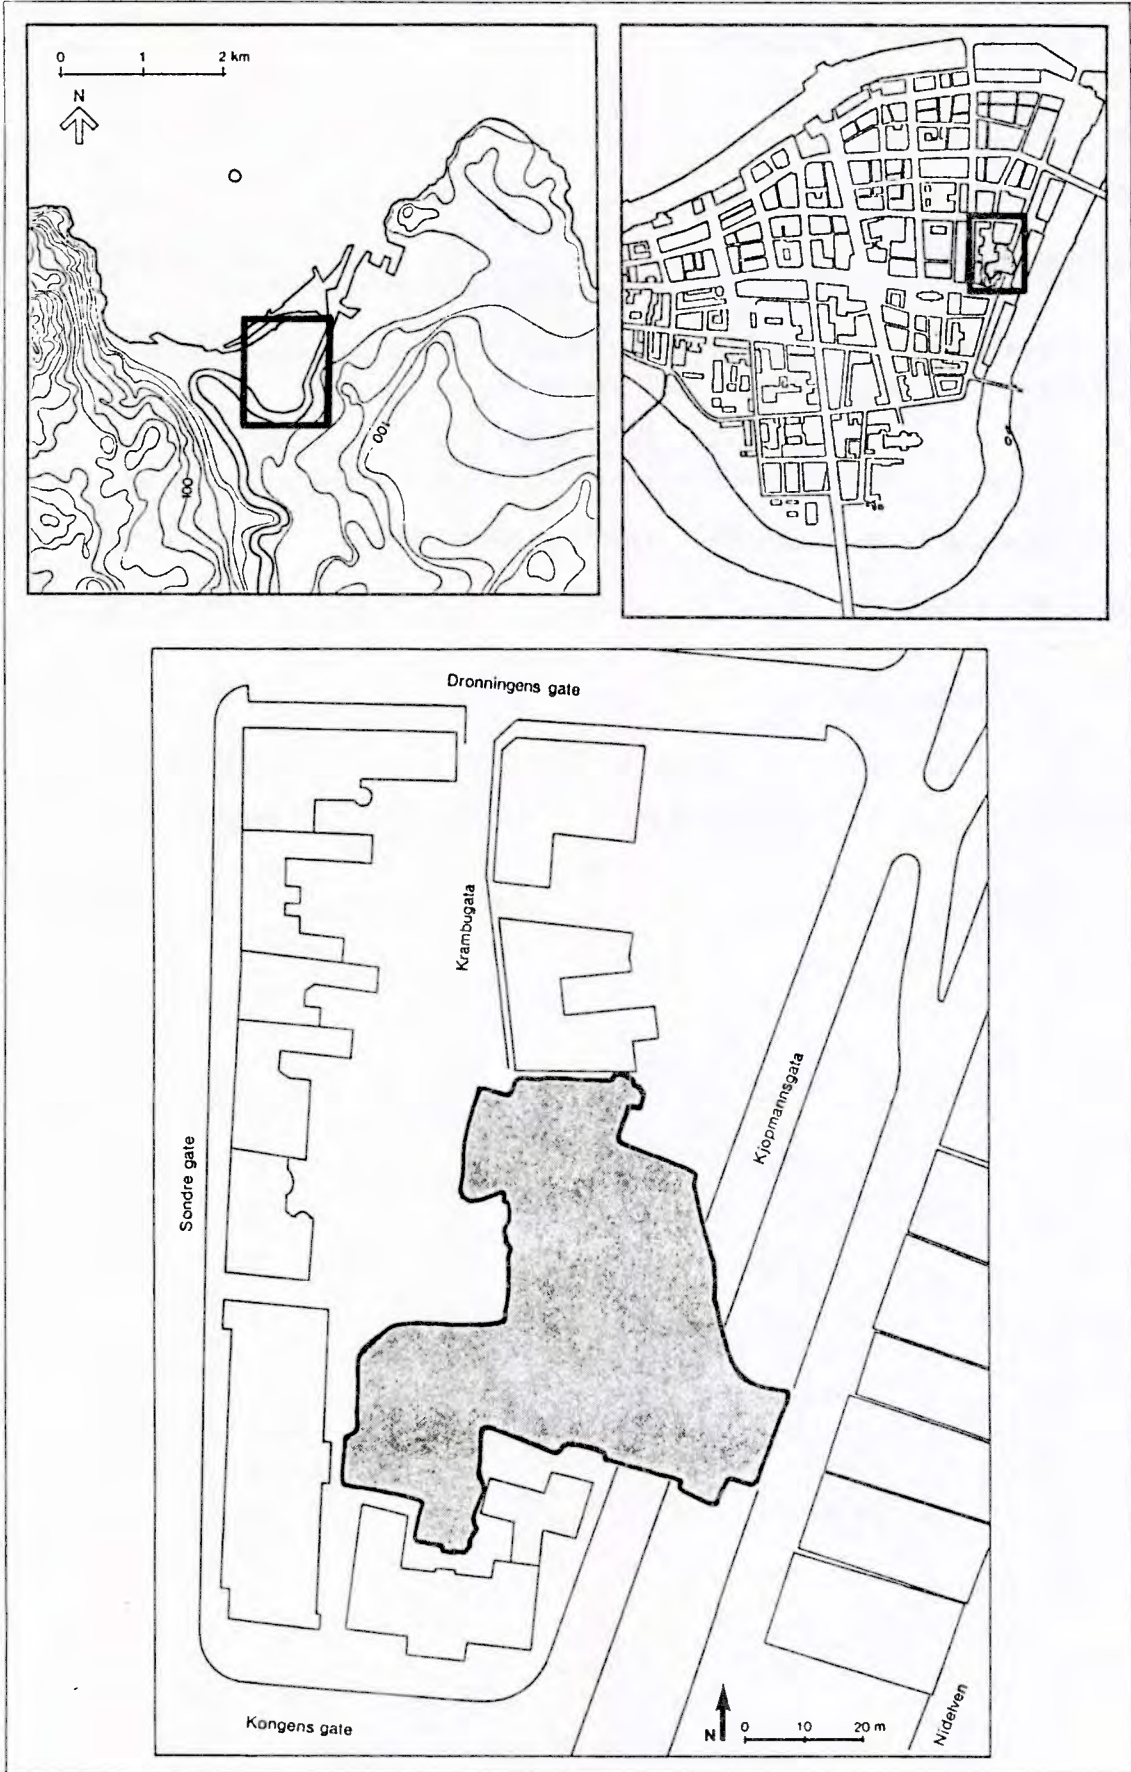 0 1 2 km
N
100
100
Dronningens gate
Krambugata
Kjopmannsgata
Sondre gate
Kongens gate
N 0 10 20 m
Nidelven